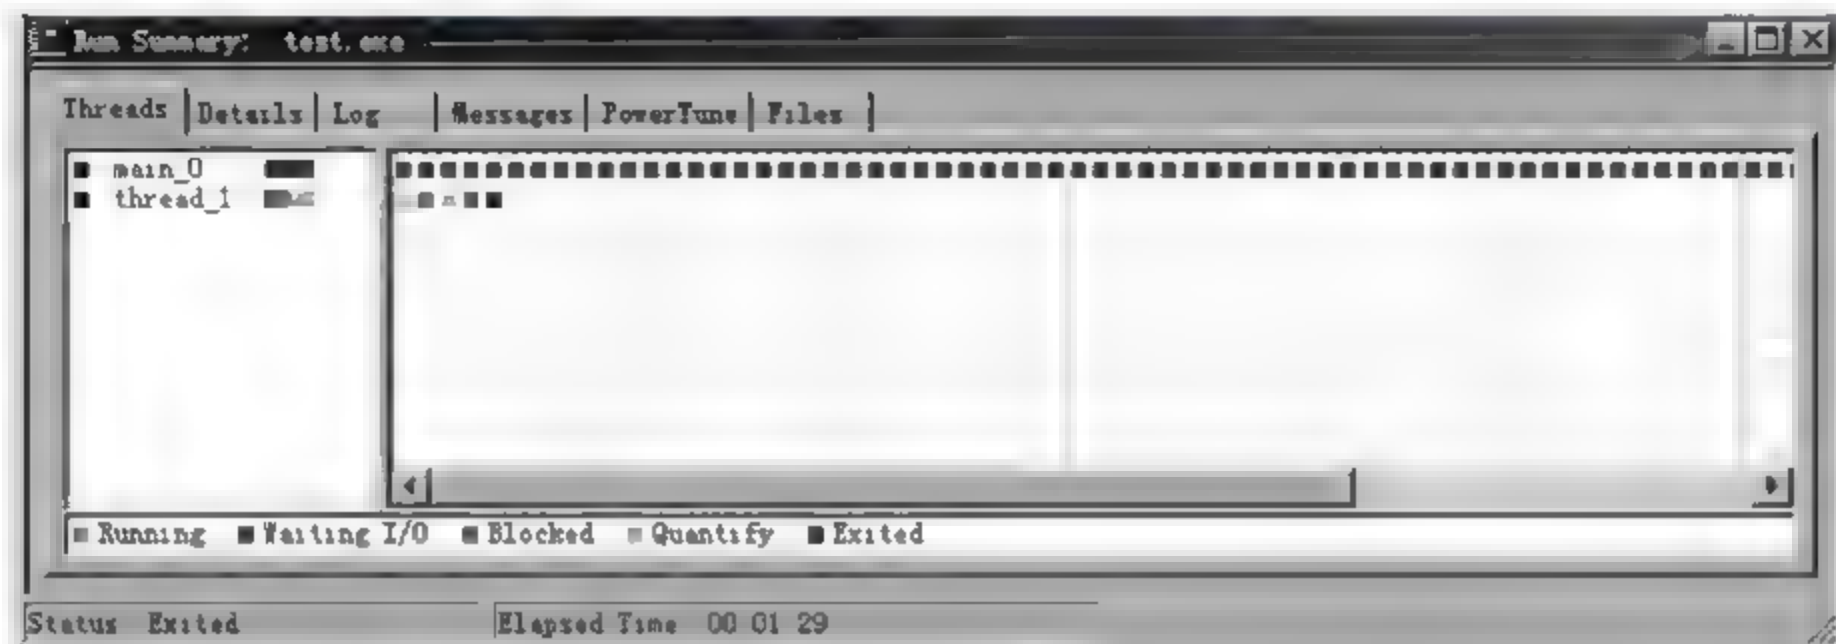 Run Summary: test.exe
Threads Details Log Messages PowerTune Files
main_0
thread_1
Running Waiting I/O Blocked Quantify Exited
Status Exited Elapsed Time 00 01 29